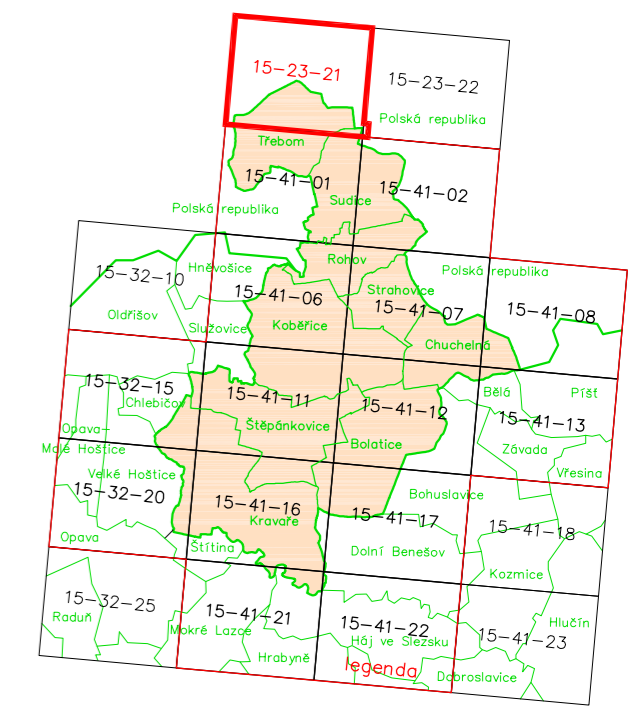 15-23-21
15-23-22
Polská republika
Třebom
15-41-01
15-41-02
Sudice
Polská republika
Rohov
Hněvošice
Polská republika
15-32-10
15-41-06
Strahovice
15-41-07
15-41-08
Oldřišov
Služovice
Kobeřice
Chuchelná
15-32-15
15-41-11
15-41-12
Bělá
Píšť
Chlebičov
15-41-13
Opava-
Malé Hoštice
Štěpánkovice
Bolatice
Závada
Velké Hoštice
Vřesina
15-32-20
15-41-16
Bohuslavice
Kravaře
15-41-17
15-41-18
Opava
Štítina
Dolní Benešov
Kozmice
15-32-25
15-41-21
15-41-22
15-41-23
Raduň
Mokré Lazce
Háj ve Slezsku
Hlučín
Hrabyně
legenda
Dobroslavice